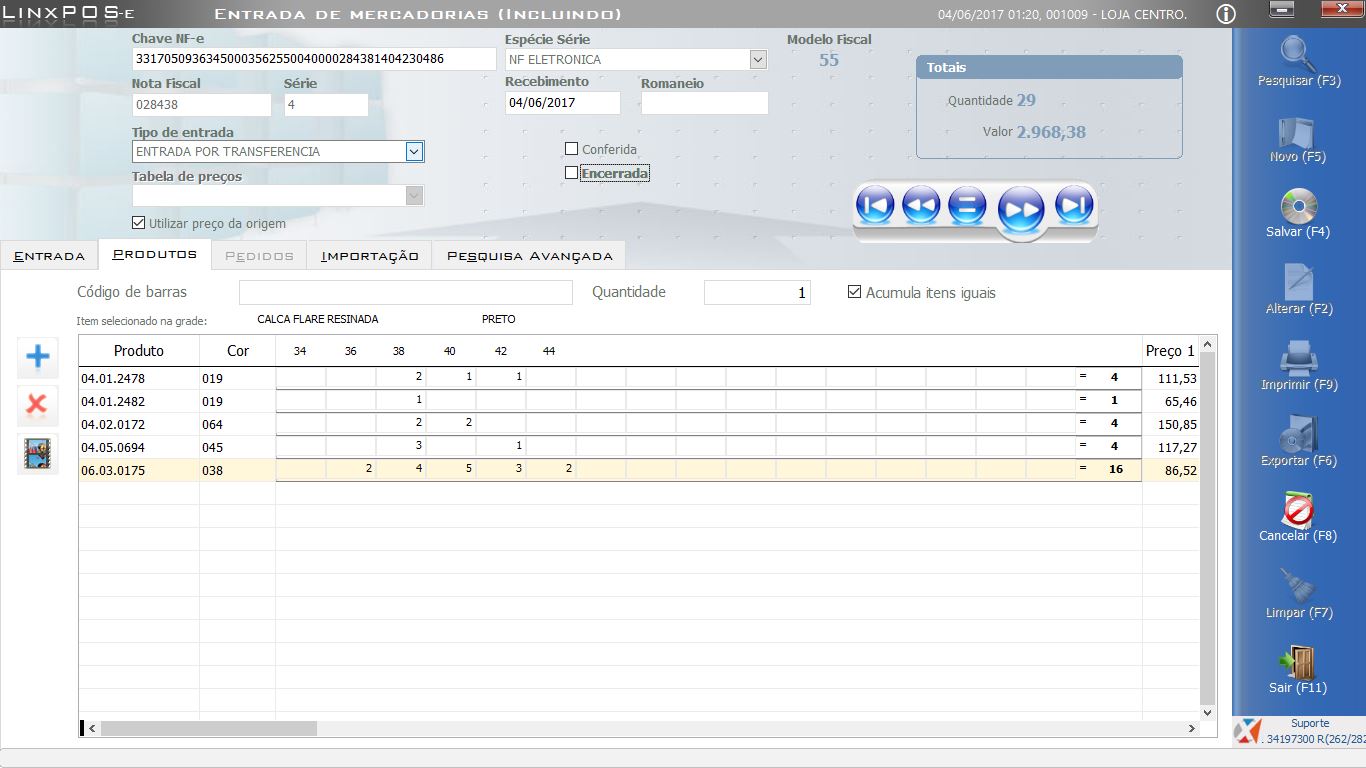 LINXPOS-E ENTRADA DE MERCADORIAS (INCLUINDO) 04/06/2017 01:20, 001009 - LOJA CENTRO.
Chave NF-e Espécie Série Modelo Fiscal
33170509363450003562550040000284381404230486 NF ELETRONICA 55
Nota Fiscal Série Recebimento Romaneio
028438 4 04/06/2017
Totais
Quantidade 29
Valor 2.968,38
Tipo de entrada
ENTRADA POR TRANSFERENCIA
Conferida
Encerrada
Tabela de preços
Utilizar preço da origem
ENTRADA PRODUTOS PEDIDOS IMPORTAÇÃO PESQUISA AVANÇADA
Código de barras Quantidade 1 Acumula itens iguais
Item selecionado na grade: CALCA FLARE RESINADA PRETO
Produto Cor 34 36 38 40 42 44 Preço 1
04.01.2478 019 2 1 1 = 4 111,53
04.01.2482 019 1 = 1 65,46
04.02.0172 064 2 2 = 4 150,85
04.05.0694 045 3 1 = 4 117,27
06.03.0175 038 2 4 5 3 2 = 16 86,52
Pesquisar (F3)
Novo (F5)
Salvar (F4)
Alterar (F2)
Imprimir (F9)
Exportar (F6)
Cancelar (F8)
Limpar (F7)
Sair (F11)
Suporte
. 34197300 R(262/282